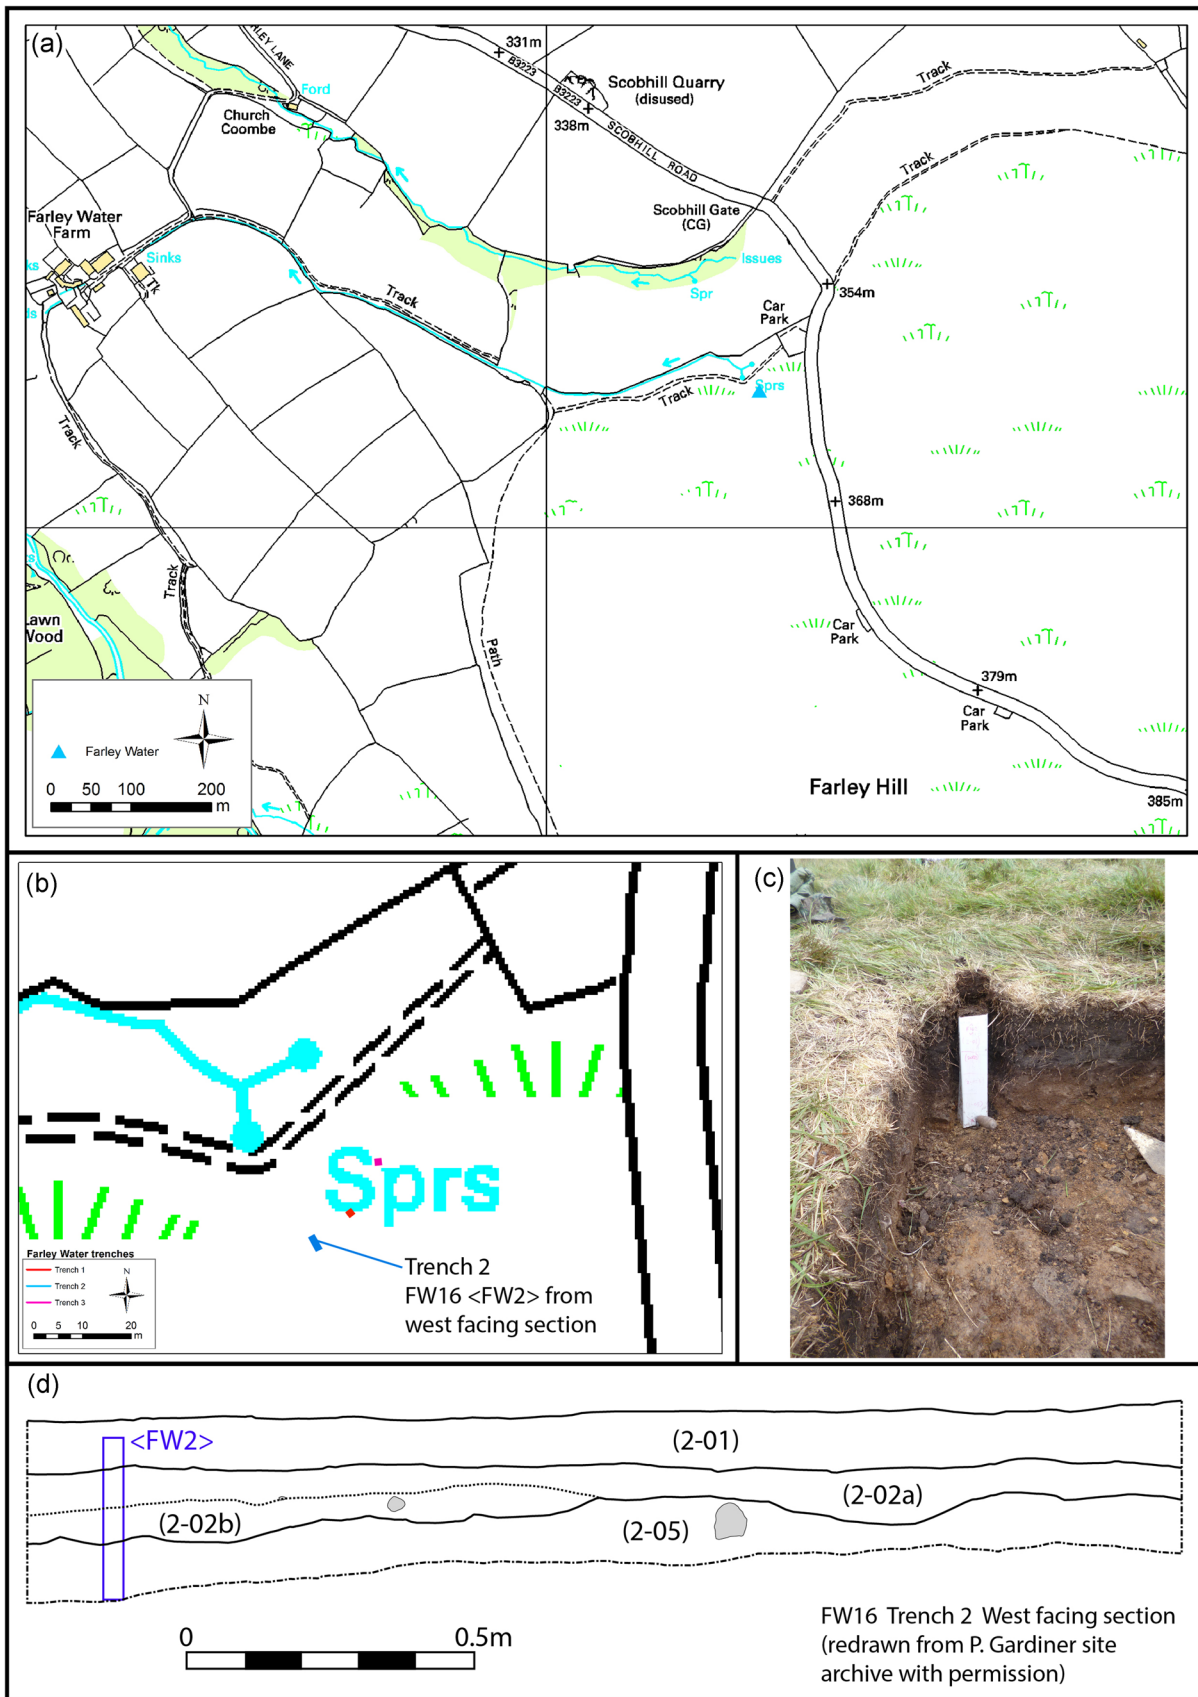 (a)
RLEY LANE
331m
B3223
Scobhill Quarry
(disused)
B3223
338m
SCOBHILL ROAD
Track
Ford
Church
Coombe
Track
Scobhill Gate
(CG)
Farley Water
Farm
Sinks
ks
Tk
ds
Issues
Spr
354m
Car
Park
Track
Sprs
Track
Track
368m
Track
Lawn
Wood
Path
Car
Park
379m
Car
Park
N
Farley Water
0 50 100 200
m
Farley Hill
385m
(b)
Sprs
Trench 2
FW16 <FW2> from
west facing section
Farley Water trenches
Trench 1
Trench 2
Trench 3
N
0 5 10 20
m
(c)
(d)
<FW2>
(2-01)
(2-02a)
(2-02b)
(2-05)
0 0.5m
FW16 Trench 2 West facing section
(redrawn from P. Gardiner site
archive with permission)